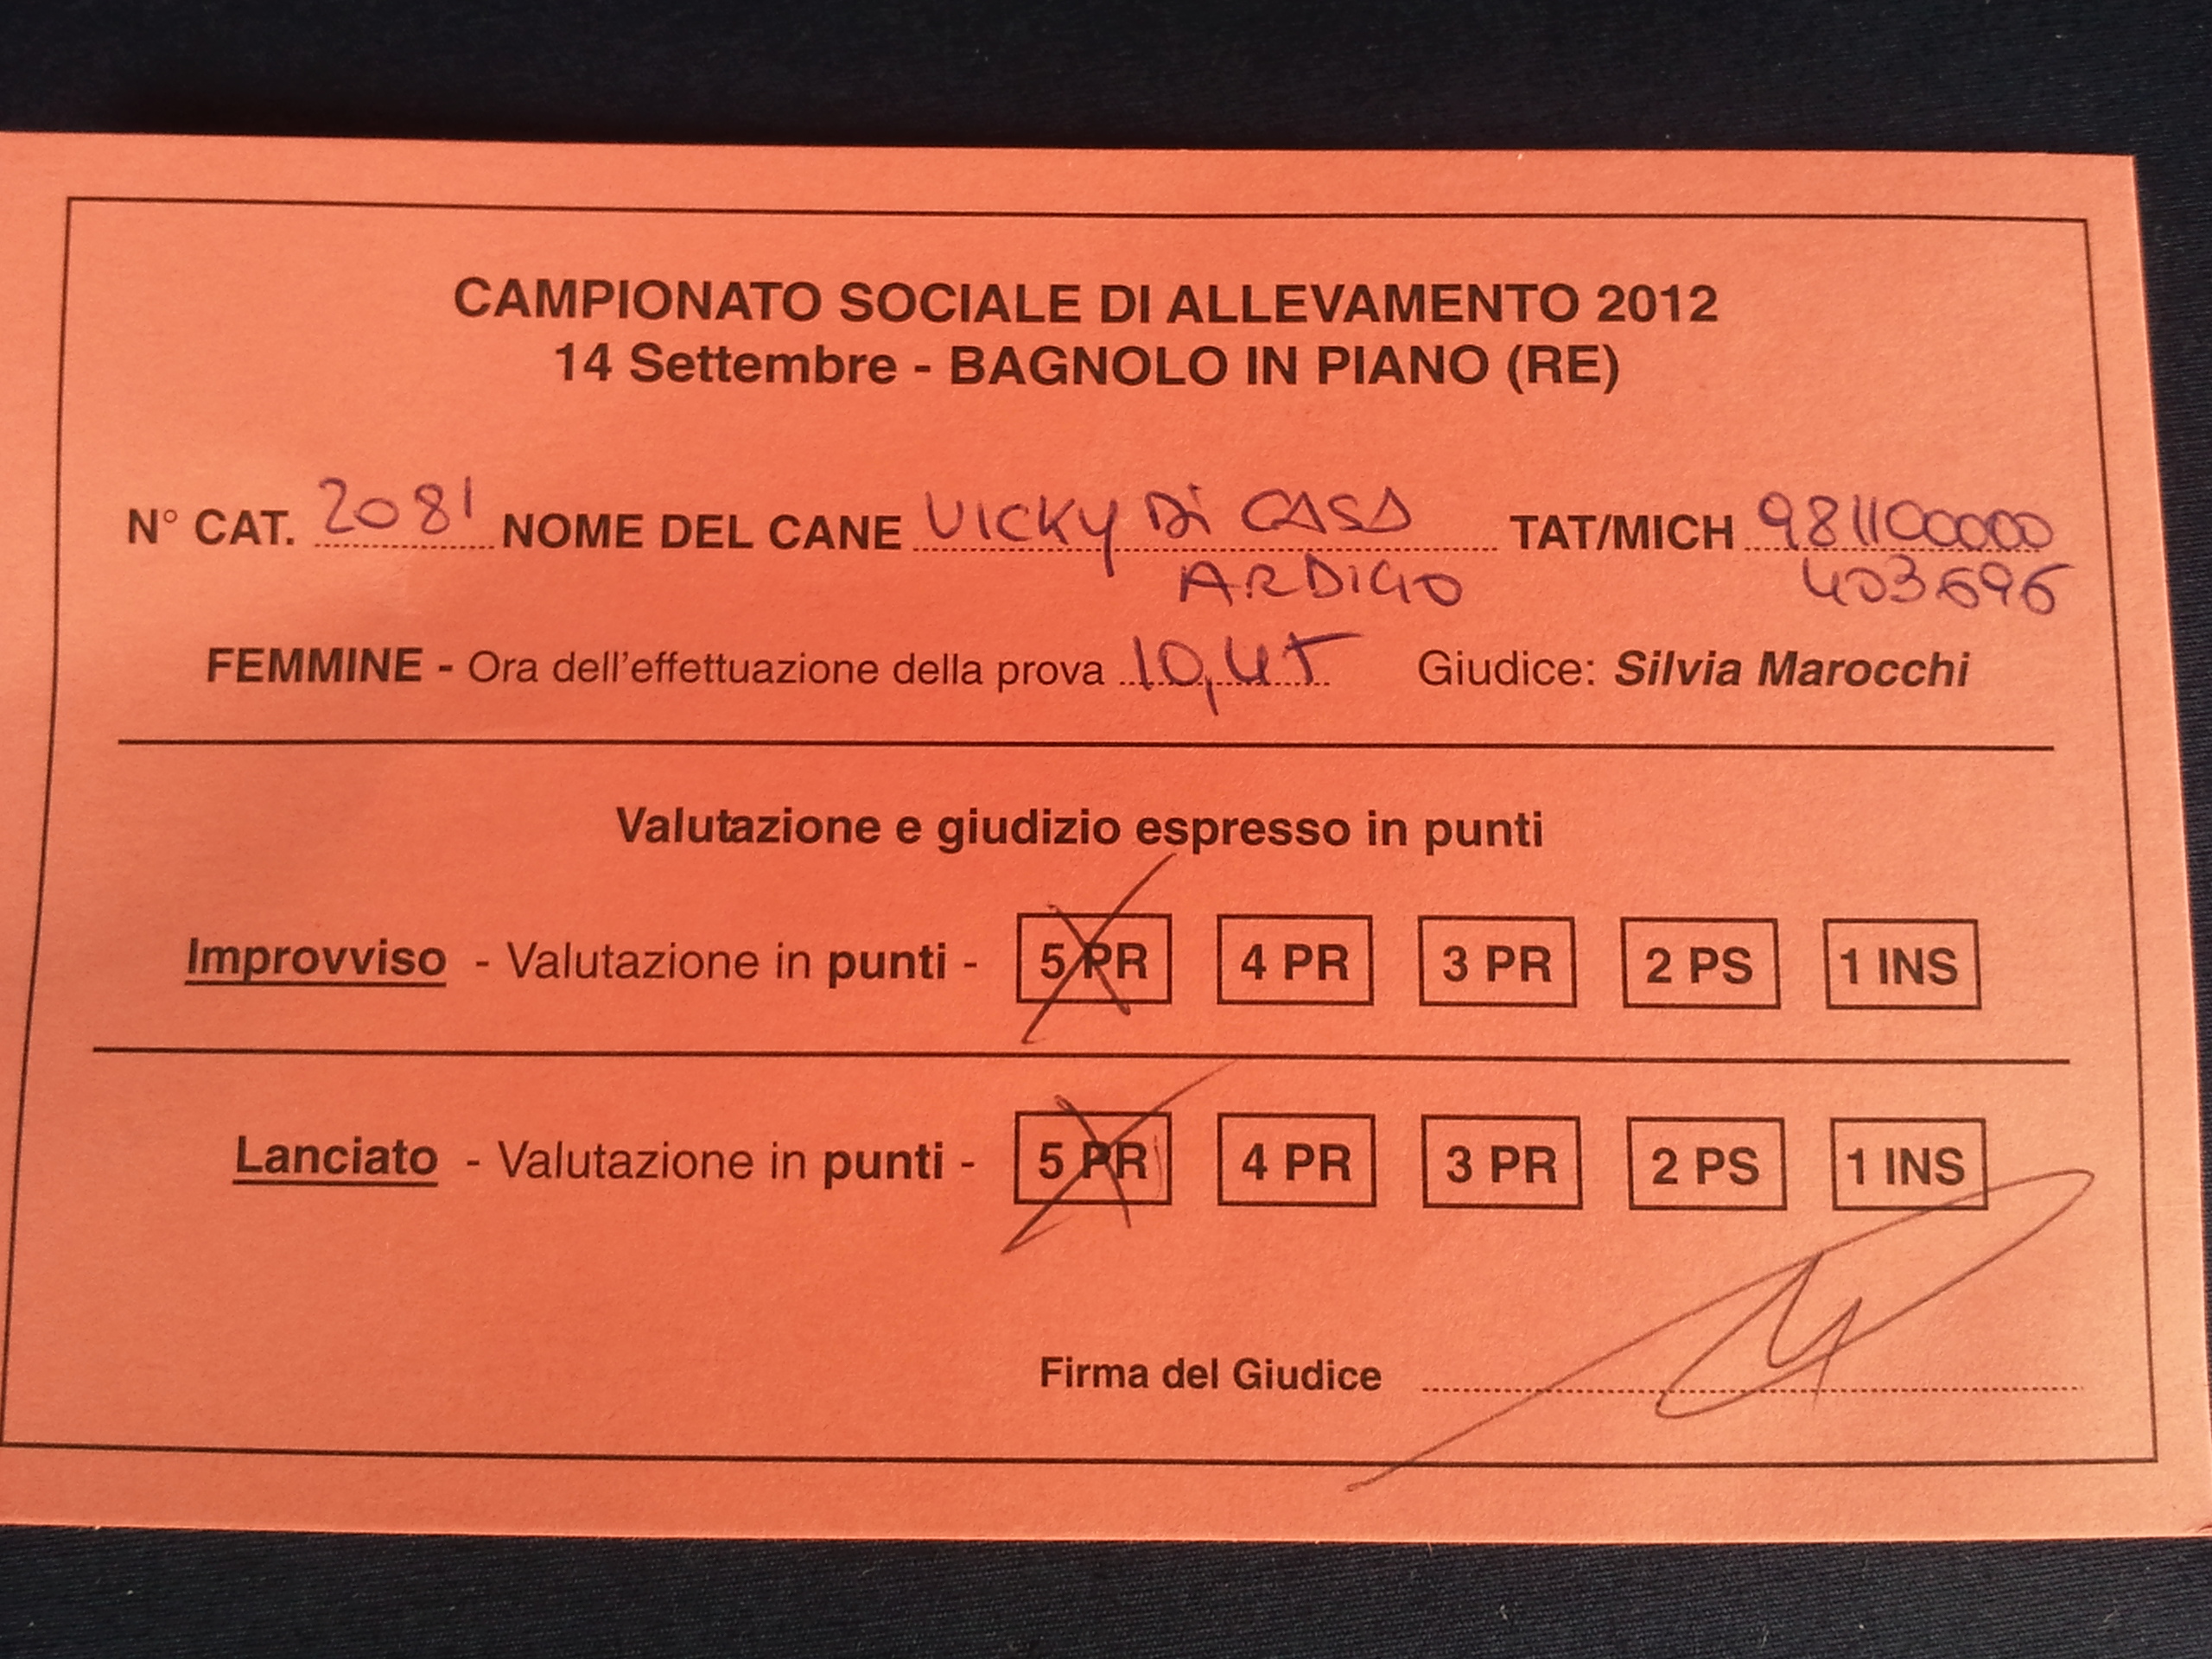 CAMPIONATO SOCIALE DI ALLEVAMENTO 2012
14 Settembre - BAGNOLO IN PIANO (RE)
N° CAT. 2081 NOME DEL CANE VICKY Di CASA TAT/MICH 981100000
ARDIGO 403696
FEMMINE - Ora dell'effettuazione della prova 10,45 Giudice: Silvia Marocchi
Valutazione e giudizio espresso in punti
Improvviso - Valutazione in punti - 5 PR 4 PR 3 PR 2 PS 1 INS
Lanciato - Valutazione in punti - 5 PR 4 PR 3 PR 2 PS 1 INS
Firma del Giudice